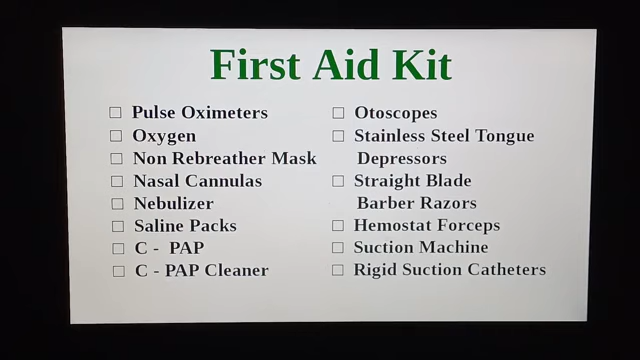 First Aid Kit
Pulse Oximeters
Oxygen
Non Rebreather Mask
Nasal Cannulas
Nebulizer
Saline Packs
C - PAP
C - PAP Cleaner
Otoscopes
Stainless Steel Tongue
Depressors
Straight Blade
Barber Razors
Hemostat Forceps
Suction Machine
Rigid Suction Catheters